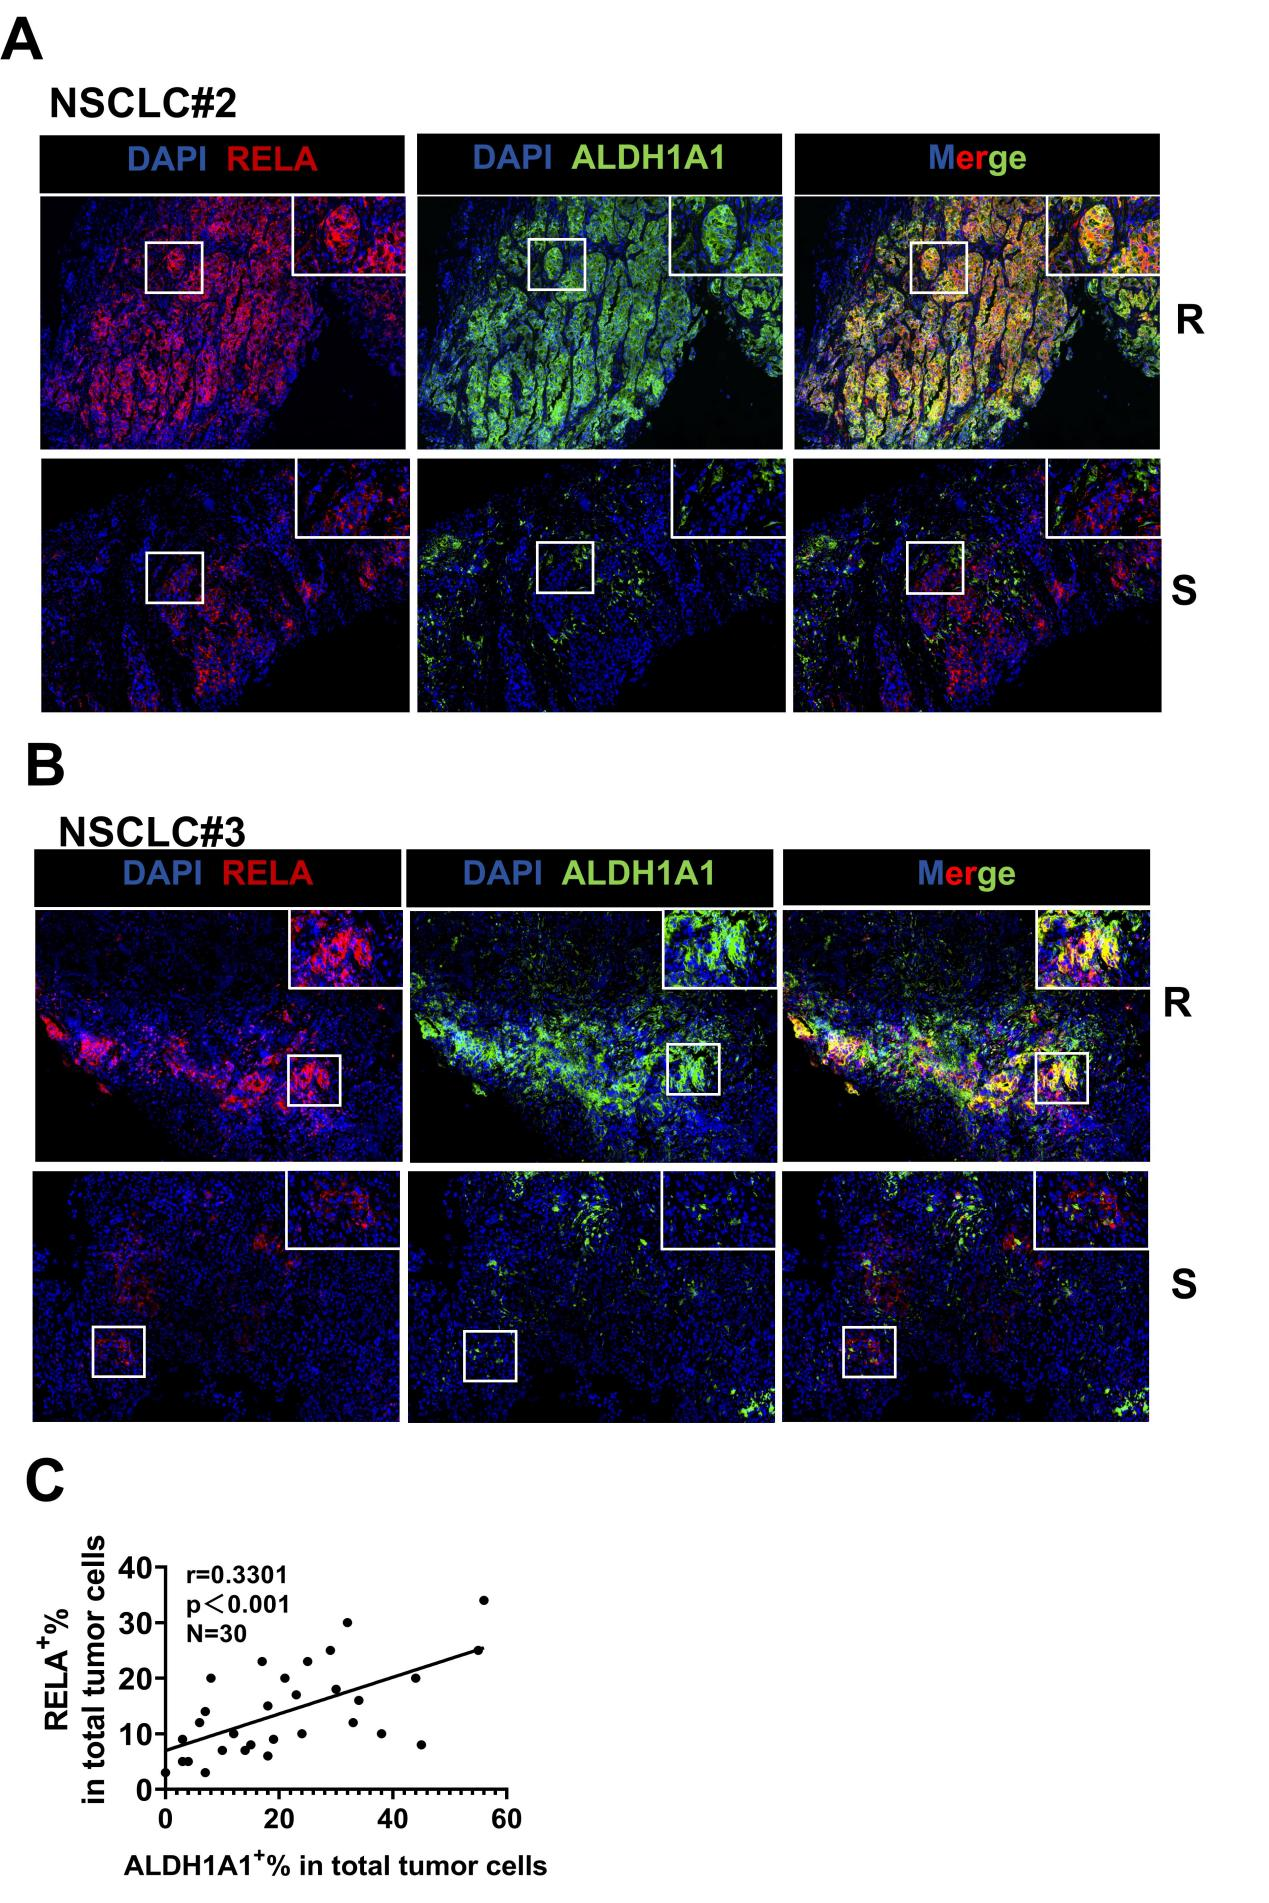 A
NSCLC#2
DAPI RELA
DAPI ALDH1A1
Merge
R
S
B
NSCLC#3
DAPI RELA
DAPI ALDH1A1
Merge
R
S
C
RELA+%
in total tumor cells
40
30
20
10
0
r=0.3301
p<0.001
N=30
0 20 40 60
ALDH1A1+% in total tumor cells